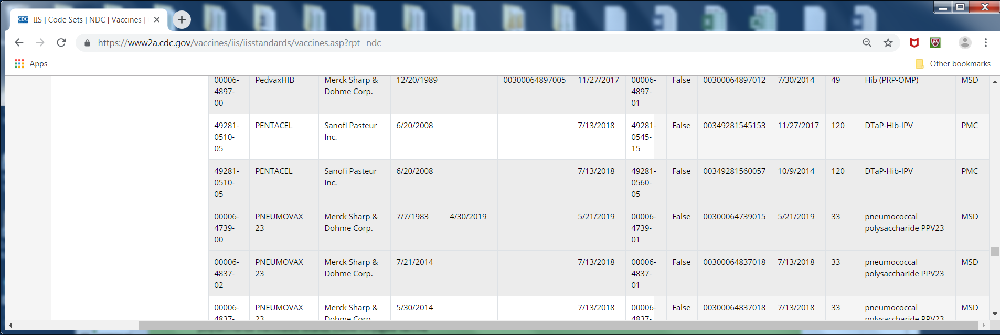 CDC IIS | Code Sets | NDC | Vaccines |
https://www2a.cdc.gov/vaccines/iis/iisstandards/vaccines.asp?rpt=ndc
Apps
Other bookmarks
00006- PedvaxHIB Merck Sharp & 12/20/1989 00300064897005 11/27/2017 00006- False 00300064897012 7/30/2014 49 Hib (PRP-OMP) MSD
4897- Dohme Corp. 4897-
00 01
49281- PENTACEL Sanofi Pasteur 6/20/2008 7/13/2018 49281- False 00349281545153 11/27/2017 120 DTaP-Hib-IPV PMC
0510- Inc. 0545-
05 15
49281- PENTACEL Sanofi Pasteur 6/20/2008 7/13/2018 49281- False 00349281560057 10/9/2014 120 DTaP-Hib-IPV PMC
0510- Inc. 0560-
05 05
00006- PNEUMOVAX Merck Sharp & 7/7/1983 4/30/2019 5/21/2019 00006- False 00300064739015 5/21/2019 33 pneumococcal MSD
4739- 23 Dohme Corp. 4739- polysaccharide PPV23
00 01
00006- PNEUMOVAX Merck Sharp & 7/21/2014 7/13/2018 00006- False 00300064837018 7/13/2018 33 pneumococcal MSD
4837- 23 Dohme Corp. 4837- polysaccharide PPV23
02 01
00006- PNEUMOVAX Merck Sharp & 5/30/2014 7/13/2018 00006- False 00300064837018 7/13/2018 33 pneumococcal MSD
4837- 23 Dohme Corp. 4837- polysaccharide PPV23